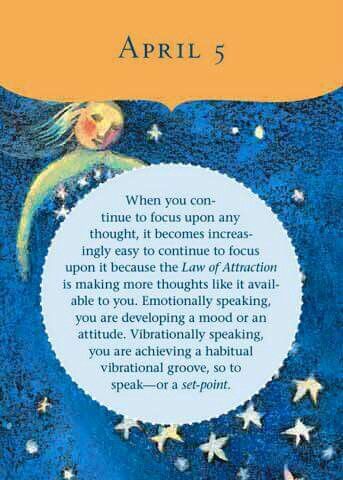 April 5
When you con-
tinue to focus upon any
thought, it becomes increas-
ingly easy to continue to focus
upon it because the Law of Attraction
is making more thoughts like it avail-
able to you. Emotionally speaking,
you are developing a mood or an
attitude. Vibrationally speaking,
you are achieving a habitual
vibrational groove, so to
speak—or a set-point.